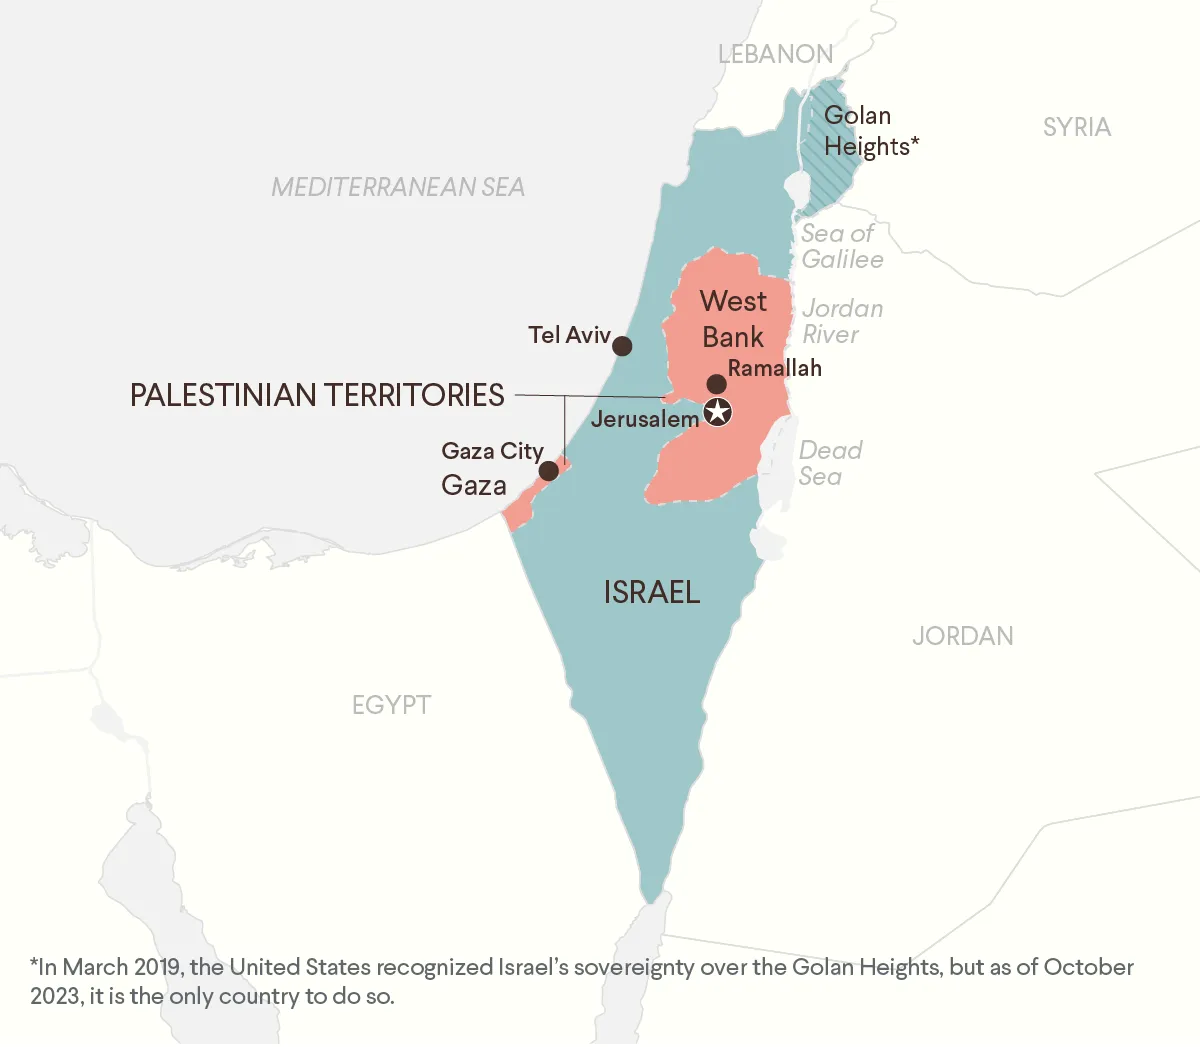 LEBANON
Golan
Heights*
SYRIA
MEDITERRANEAN SEA
Sea of
Galilee
West
Bank
Jordan
River
Tel Aviv
Ramallah
PALESTINIAN TERRITORIES
Jerusalem
Gaza City
Gaza
Dead
Sea
ISRAEL
JORDAN
EGYPT
*In March 2019, the United States recognized Israel’s sovereignty over the Golan Heights, but as of October
2023, it is the only country to do so.